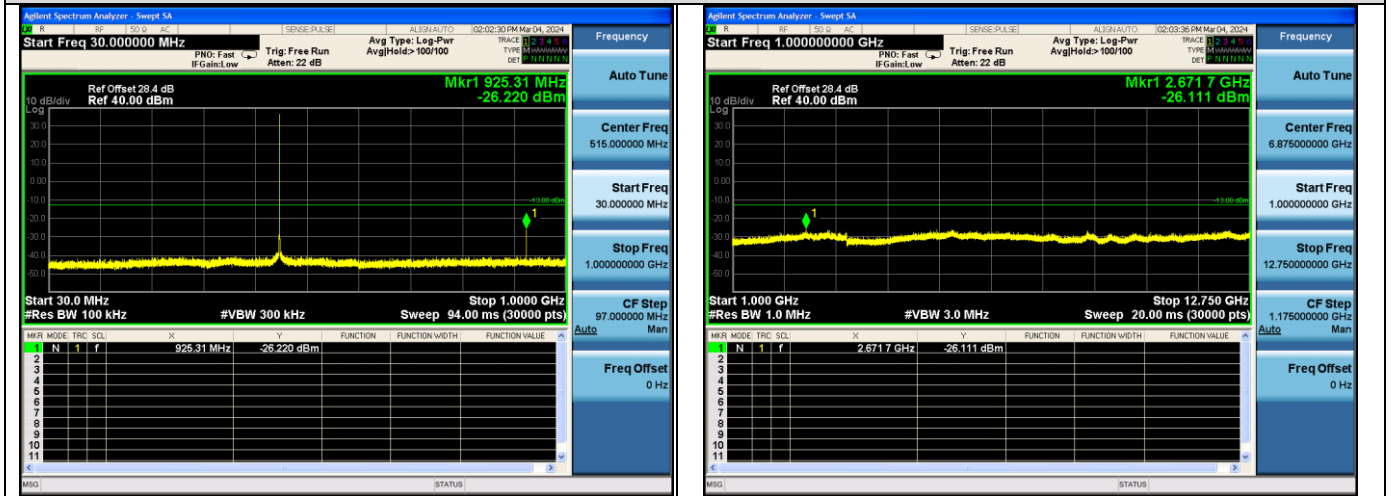 Agilent Spectrum Analyzer - Swept SA
R RF 50 Ω AC SENSE:PULSE ALIGNAUTO 02:02:30 PM Mar 04, 2024
Start Freq 30.000000 MHz
PNO: Fast
IFGain:Low
Trig: Free Run
Atten: 22 dB
Avg Type: Log-Pwr
Avg|Hold:>100/100
TRACE 1 2 3 4 5 6
TYPE M
DET P N N N N N
Ref Offset 28.4 dB
Ref 40.00 dBm
10 dB/div
Log
Mkr1 925.31 MHz
-26.220 dBm
30.0
20.0
10.0
0.00
-10.0
-20.0
-30.0
-40.0
-50.0
-13.00 dBm
1
Start 30.0 MHz
Stop 1.0000 GHz
#Res BW 100 kHz #VBW 300 kHz Sweep 94.00 ms (30000 pts)
MKR MODE TRC SCL X Y FUNCTION FUNCTION WIDTH FUNCTION VALUE
1 N 1 f 925.31 MHz -26.220 dBm
2
3
4
5
6
7
8
9
10
11
MSG STATUS
Frequency
Auto Tune
Center Freq
515.000000 MHz
Start Freq
30.000000 MHz
Stop Freq
1.000000000 GHz
CF Step
97.000000 MHz
Auto Man
Freq Offset
0 Hz
Agilent Spectrum Analyzer - Swept SA
R RF 50 Ω AC SENSE:PULSE ALIGNAUTO 02:03:36 PM Mar 04, 2024
Start Freq 1.000000000 GHz
PNO: Fast
IFGain:Low
Trig: Free Run
Atten: 22 dB
Avg Type: Log-Pwr
Avg|Hold:>100/100
TRACE 1 2 3 4 5 6
TYPE M
DET P N N N N N
Ref Offset 28.4 dB
Ref 40.00 dBm
10 dB/div
Log
Mkr1 2.671 7 GHz
-26.111 dBm
30.0
20.0
10.0
0.00
-10.0
-20.0
-30.0
-40.0
-50.0
-13.00 dBm
1
Start 1.000 GHz
Stop 12.750 GHz
#Res BW 1.0 MHz #VBW 3.0 MHz Sweep 20.00 ms (30000 pts)
MKR MODE TRC SCL X Y FUNCTION FUNCTION WIDTH FUNCTION VALUE
1 N 1 f 2.671 7 GHz -26.111 dBm
2
3
4
5
6
7
8
9
10
11
MSG STATUS
Frequency
Auto Tune
Center Freq
6.875000000 GHz
Start Freq
1.000000000 GHz
Stop Freq
12.750000000 GHz
CF Step
1.175000000 GHz
Auto Man
Freq Offset
0 Hz